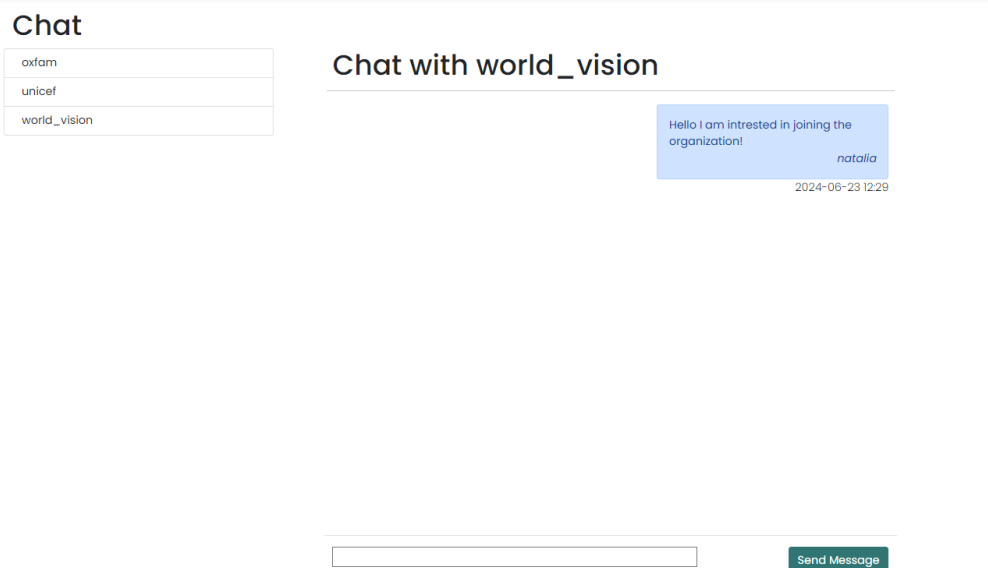 Chat
oxfam
unicef
world_vision
Chat with world_vision
Hello I am intrested in joining the
organization!
natalia
2024-06-23 12:29
Send Message